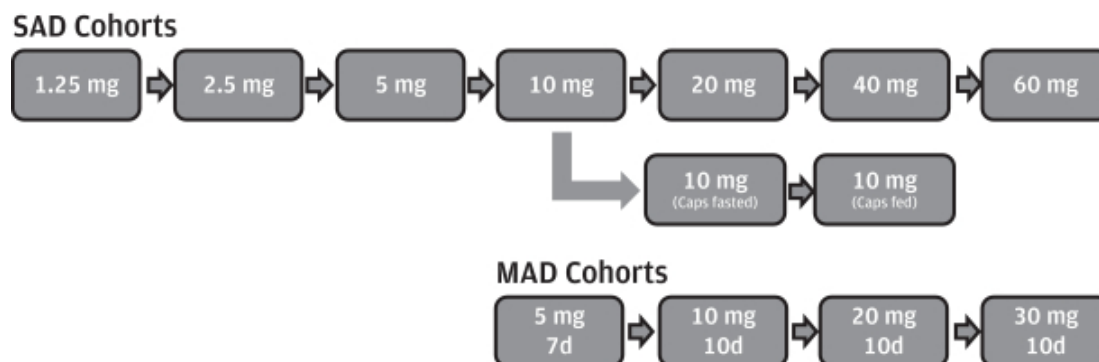 SAD Cohorts
1.25 mg
2.5 mg
5 mg
10 mg
20 mg
40 mg
60 mg
10 mg
(Caps fasted)
10 mg
(Caps fed)
MAD Cohorts
5 mg
7d
10 mg
10d
20 mg
10d
30 mg
10d